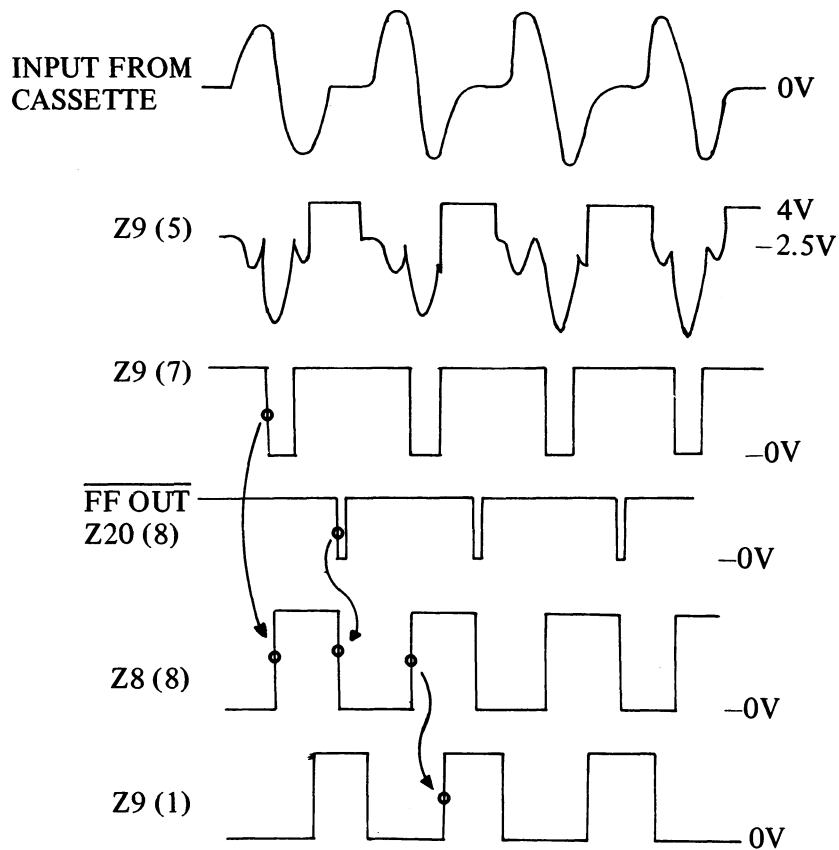 INPUT FROM
CASSETTE
0V
Z9 (5)
4V
–2.5V
Z9 (7)
–0V
FF OUT
Z20 (8)
–0V
Z8 (8)
–0V
Z9 (1)
0V